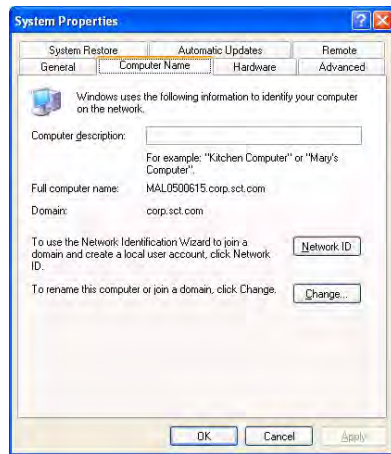 System Properties
System Restore
Automatic Updates
Remote
General
Computer Name
Hardware
Advanced
Windows uses the following information to identify your computer
on the network.
Computer description:
For example: "Kitchen Computer" or "Mary's
Computer".
Full computer name:
MAL0500615.corp.sct.com
Domain:
corp.sct.com
To use the Network Identification Wizard to join a
domain and create a local user account, click Network
ID.
Network ID
To rename this computer or join a domain, click Change.
Change...
OK
Cancel
Apply